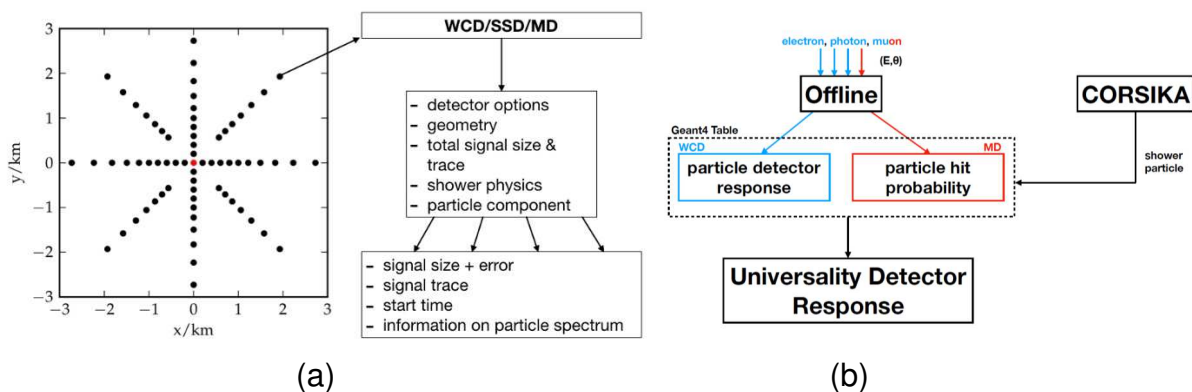 3
2
1
0
−1
−2
−3
−3
−2
−1
0
1
2
3
y/km
x/km
WCD/SSD/MD
– detector options
– geometry
– total signal size &
trace
– shower physics
– particle component
– signal size + error
– signal trace
– start time
– information on particle spectrum
(a)
electron, photon, muon
(E,θ)
Offline
CORSIKA
Geant4 Table
WCD
MD
particle detector
response
particle hit
probability
shower
particle
Universality Detector
Response
(b)